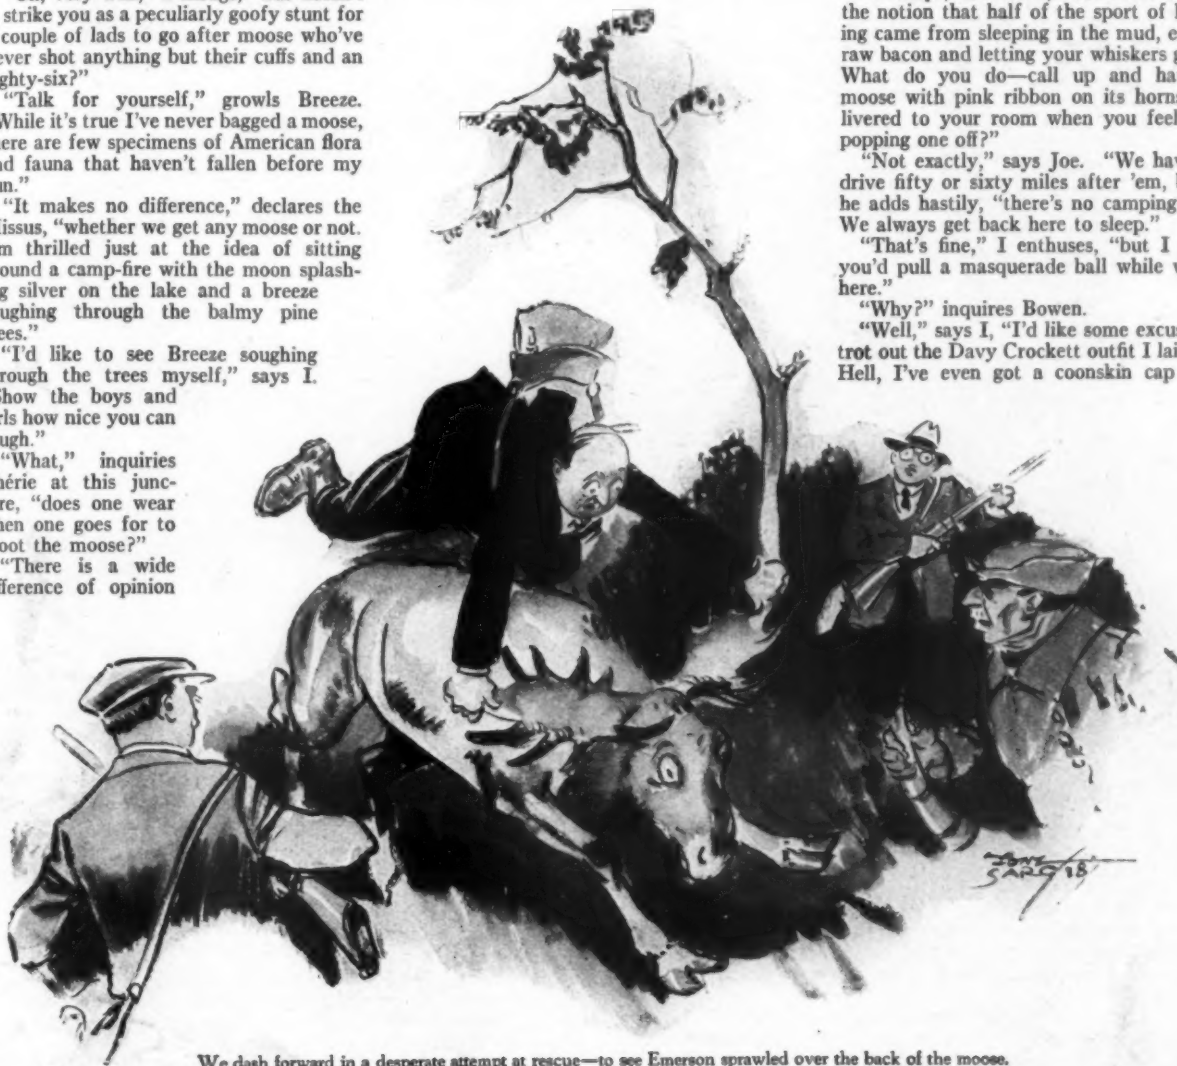 strike you as a peculiarly goofy stunt for
couple of lads to go after moose who've
ever shot anything but their cuffs and an
ghty-six?”
“Talk for yourself,” growls Breeze.
While it's true I've never bagged a moose,
ere are few specimens of American flora
nd fauna that haven't fallen before my
un.”
“It makes no difference,” declares the
issus, “whether we get any moose or not.
m thrilled just at the idea of sitting
ound a camp-fire with the moon splash-
g silver on the lake and a breeze
ughing through the balmy pine
ees.”
“I'd like to see Breeze soughing
rough the trees myself,” says I.
Show the boys and
rls how nice you can
ugh.”
“What,” inquiries
hérie at this junc-
re, “does one wear
hen one goes for to
oot the moose?”
“There is a wide
fference of opinion
the notion that half of the sport of
ing came from sleeping in the mud, e
raw bacon and letting your whiskers g
What do you do—call up and ha
moose with pink ribbon on its horns
livered to your room when you feel
popping one off?”
“Not exactly,” says Joe. “We hav
drive fifty or sixty miles after 'em,
he adds hastily, “there's no camping
We always get back here to sleep.”
“That's fine,” I enthuses, “but I
you'd pull a masquerade ball while w
here.”
“Why?” inquires Bowen.
“Well,” says I, “I'd like some excus
trot out the Davy Crockett outfit I lai
Hell, I've even got a coonskin cap
TONY
SARG 18
We dash forward in a desperate attempt at rescue—to see Emerson sprawled over the back of the moose.